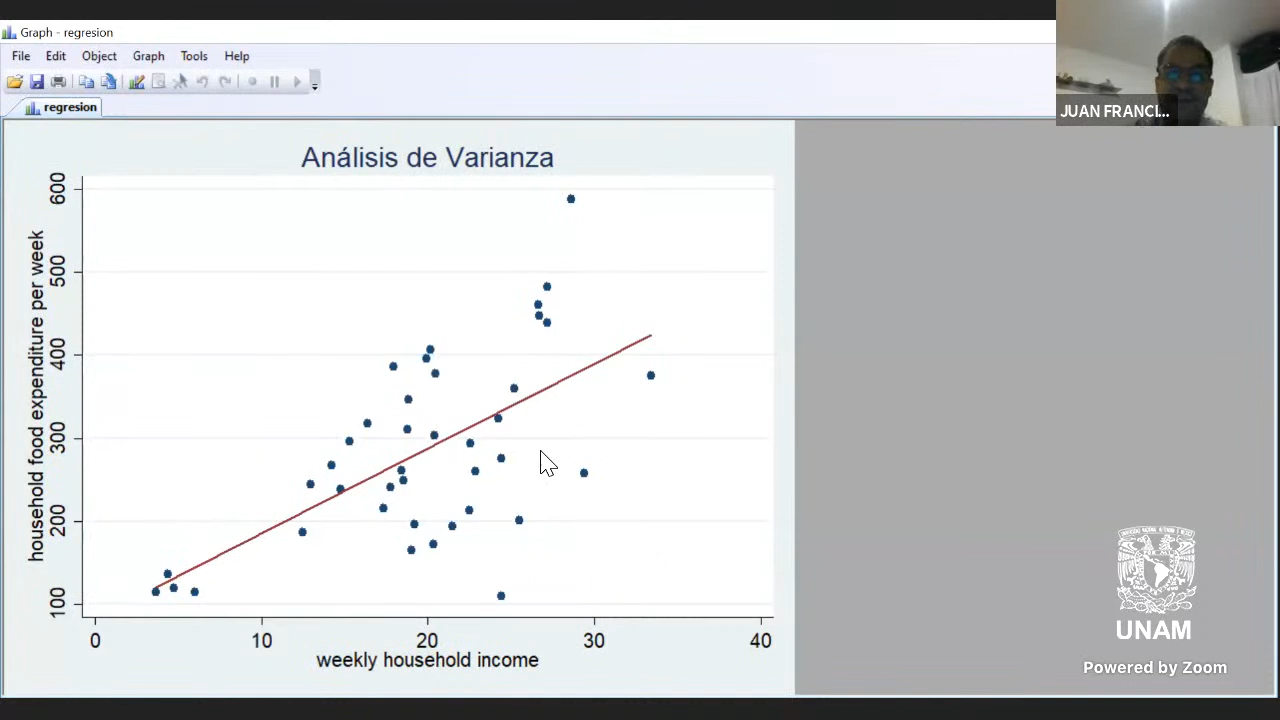 Graph - regresion
File Edit Object Graph Tools Help
regresion
JUAN FRANCI...
Análisis de Varianza
household food expenditure per week
600
500
400
300
200
100
0 10 20 30 40
weekly household income
UNAM
Powered by Zoom